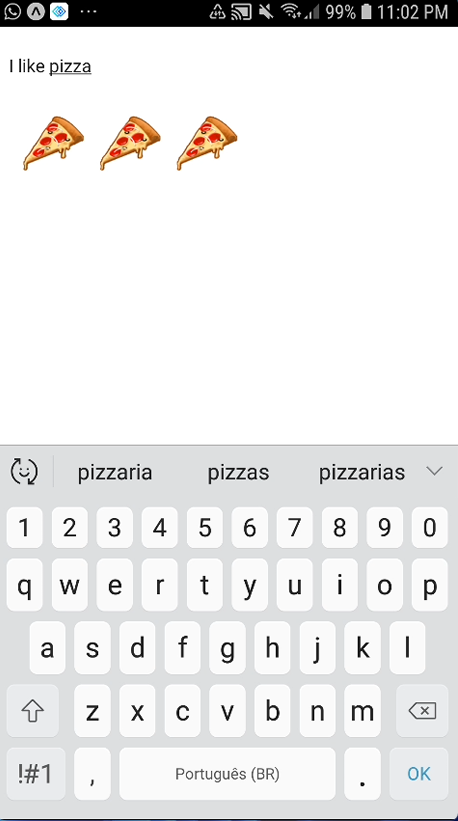 99% 11:02 PM
I like pizza
pizzaria pizzas pizzarias
1 2 3 4 5 6 7 8 9 0
q w e r t y u i o p
a s d f g h j k l
z x c v b n m
!#1 , Português (BR) . OK